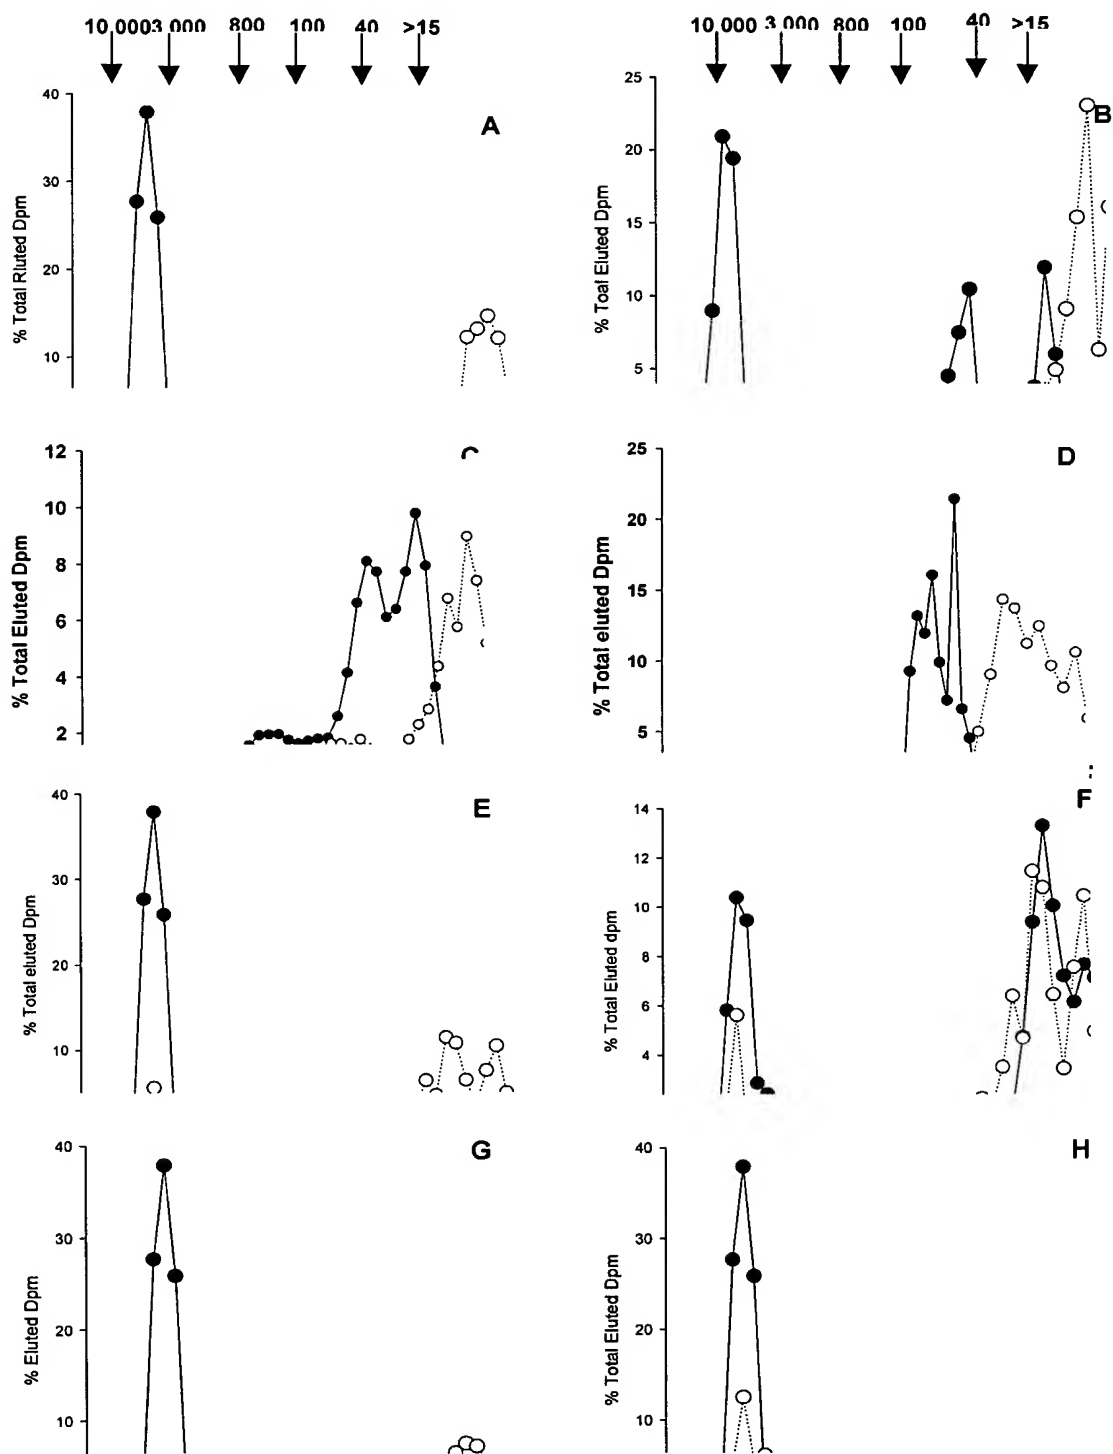 10,000 3,000 800 100 40 >15
10,000 3,000 800 100 40 >15
A
40
30
20
10
% Total Rluted Dpm
B
25
20
15
10
5
% Toal Eluted Dpm
C
12
10
8
6
4
2
% Total Eluted Dpm
D
25
20
15
10
5
% Total eluted Dpm
E
40
30
20
10
% Total eluted Dpm
F
14
12
10
8
6
4
% Total Eluted dpm
G
40
30
20
10
% Eluted Dpm
H
40
30
20
10
% Total Eluted Dpm